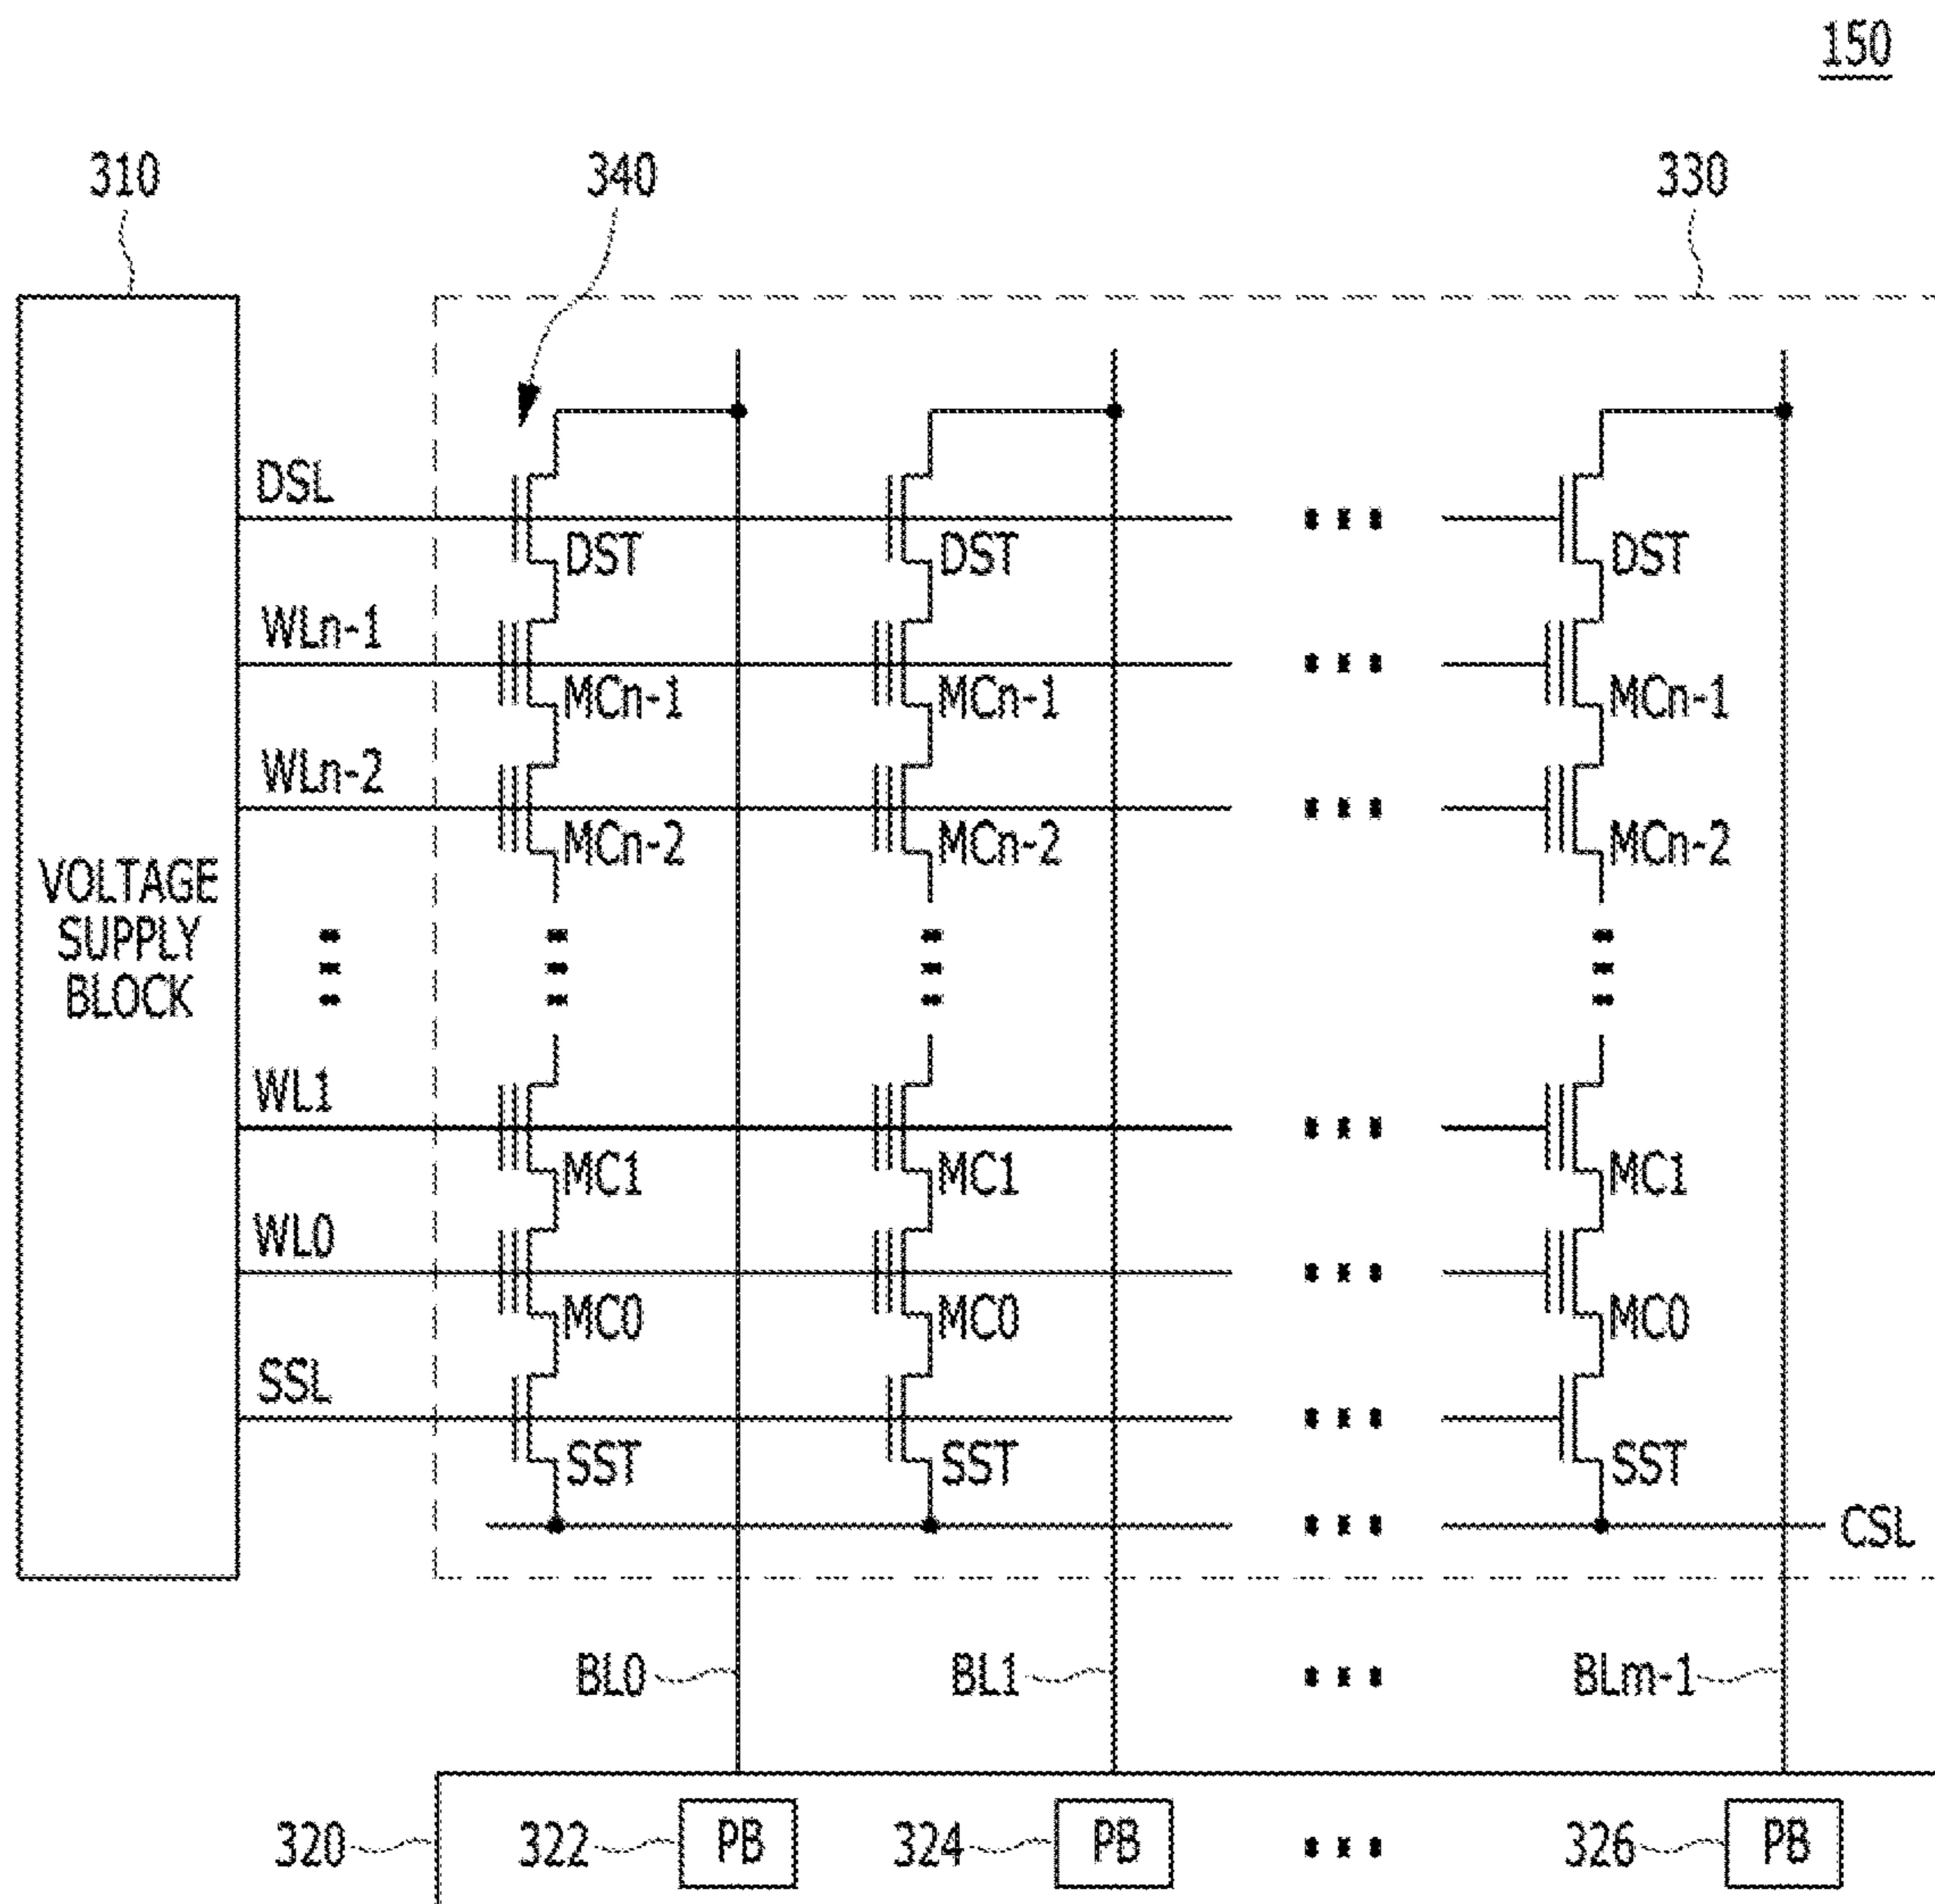 150
310 340 330
DSL
DST DST DST
WLn-1
MCn-1 MCn-1 MCn-1
WLn-2
MCn-2 MCn-2 MCn-2
VOLTAGE
SUPPLY
BLOCK
WL1
MC1 MC1 MC1
WL0
MC0 MC0 MC0
SSL
SST SST SST
CSL
BL0 BL1 BLm-1
320 322 PB 324 PB 326 PB